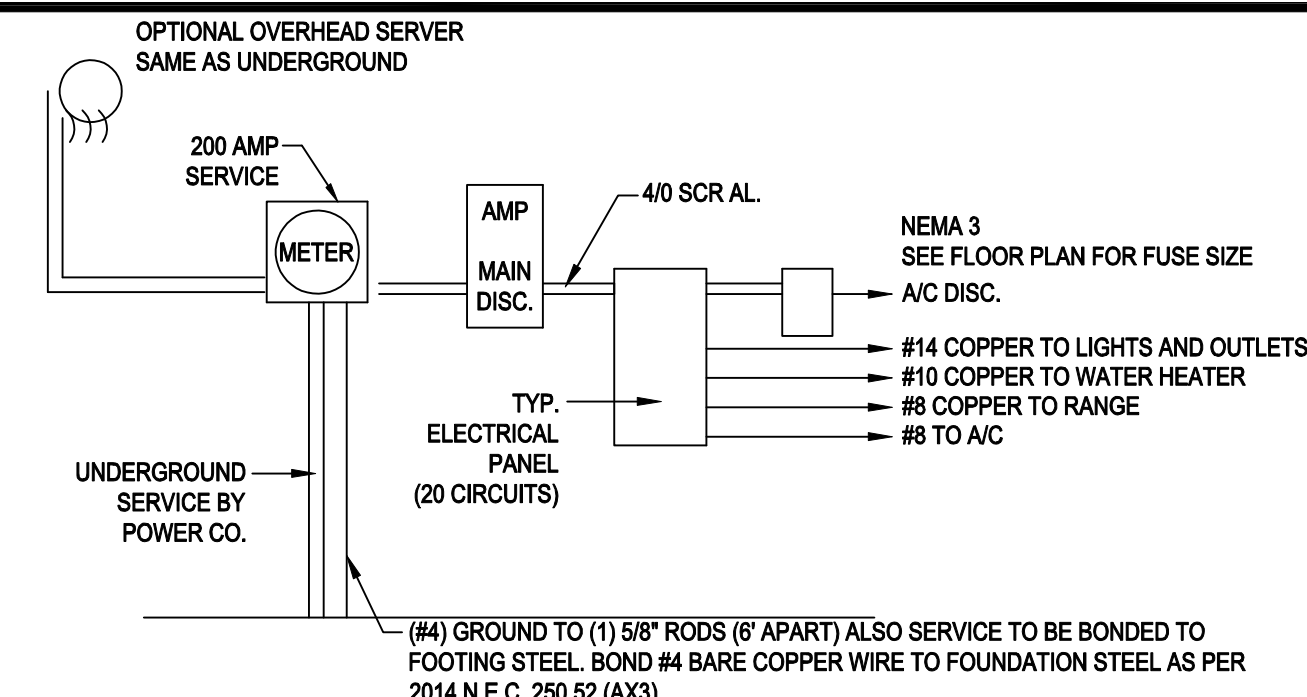 OPTIONAL OVERHEAD SERVER
SAME AS UNDERGROUND
200 AMP
SERVICE
METER
AMP
MAIN
DISC.
4/0 SCR AL.
NEMA 3
SEE FLOOR PLAN FOR FUSE SIZE
A/C DISC.
#14 COPPER TO LIGHTS AND OUTLETS
#10 COPPER TO WATER HEATER
#8 COPPER TO RANGE
#8 TO A/C
TYP.
ELECTRICAL
PANEL
(20 CIRCUITS)
UNDERGROUND
SERVICE BY
POWER CO.
(#4) GROUND TO (1) 5/8" RODS (6' APART) ALSO SERVICE TO BE BONDED TO
FOOTING STEEL. BOND #4 BARE COPPER WIRE TO FOUNDATION STEEL AS PER
2014 N.E.C. 250.52 (AX3)